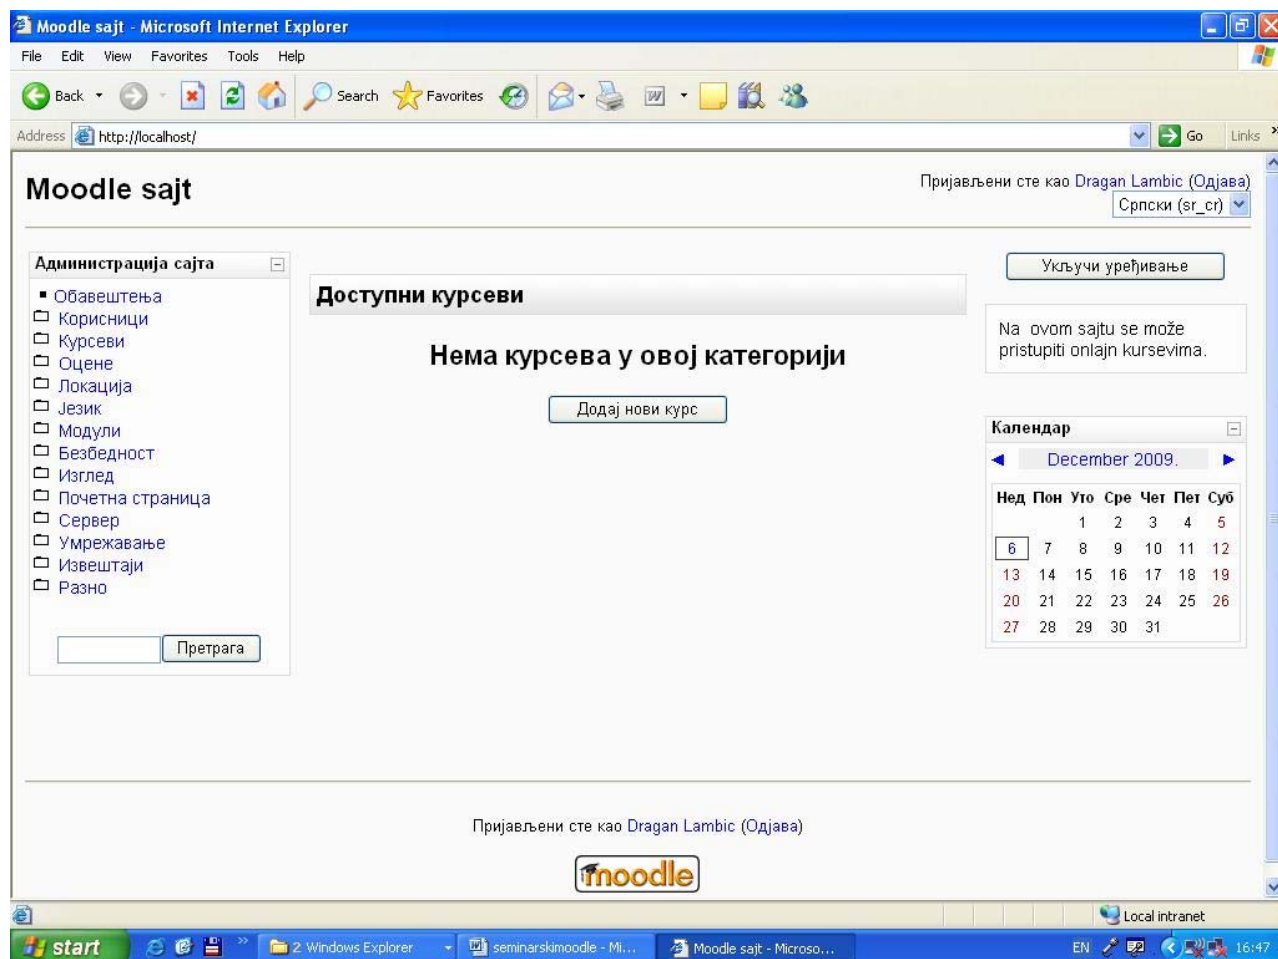 Moodle sajt - Microsoft Internet Explorer
File Edit View Favorites Tools Help
Back Search Favorites
Address http://localhost/ Go Links
Moodle sajt
Пријављени сте као Dragan Lambic (Одјава)
Српски (sr_cr)
Администрација сајта
Обавештења
Корисници
Курсеви
Оцене
Локација
Језик
Модули
Безбедност
Изглед
Почетна страница
Сервер
Умрежавање
Извештаји
Разно
Претрага
Доступни курсеви
Нема курсева у овој категорији
Додај нови курс
Укључи уређивање
Na ovom sajtu se može
pristupiti onlajn kursevima.
Календар
December 2009.
Нед Пон Уто Сре Чет Пет Суб
1 2 3 4 5
6 7 8 9 10 11 12
13 14 15 16 17 18 19
20 21 22 23 24 25 26
27 28 29 30 31
Пријављени сте као Dragan Lambic (Одјава)
moodle
Local intranet
start 2 Windows Explorer seminarskimoodle - Mi... Moodle sajt - Microso... EN 16:47